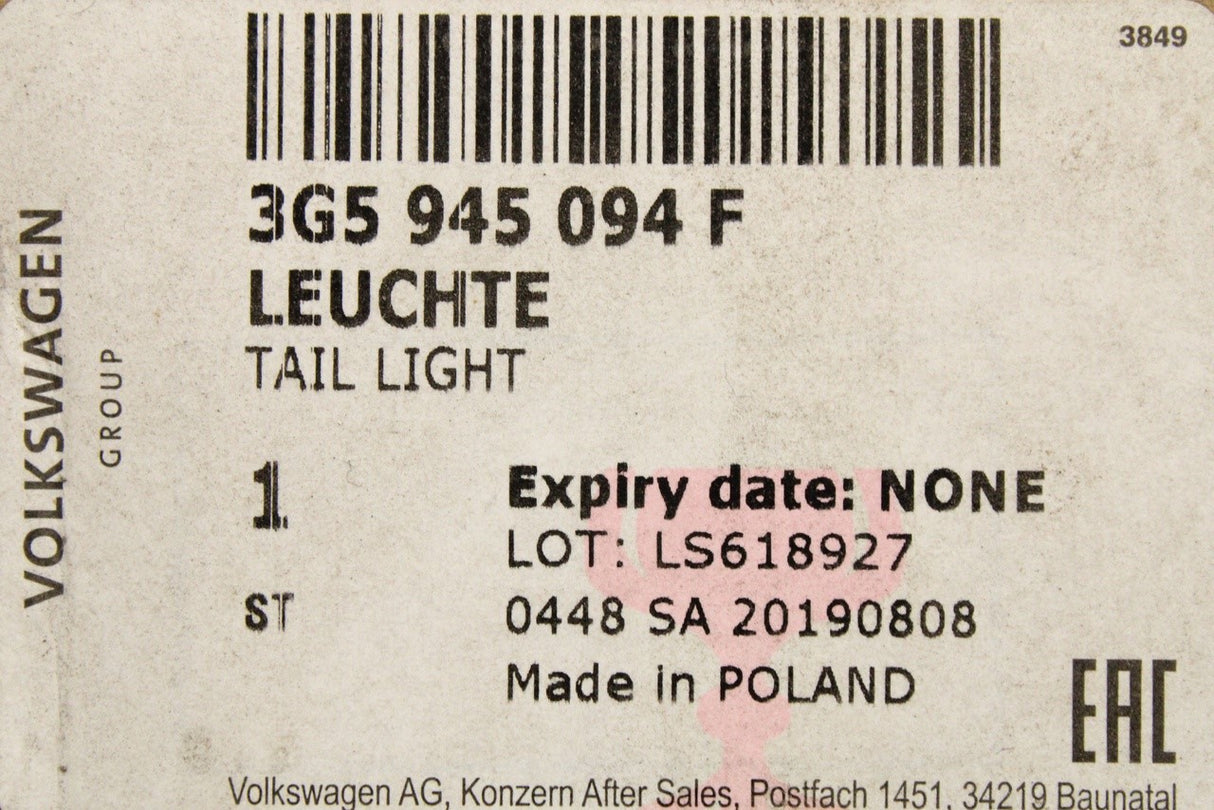 3849
3G5 945 094 F
LEUCHTE
TAIL LIGHT
VOLKSWAGEN
GROUP
1
ST
Expiry date: NONE
LOT: LS618927
0448 SA 20190808
Made in POLAND
EAC
Volkswagen AG, Konzern After Sales, Postfach 1451, 34219 Baunatal